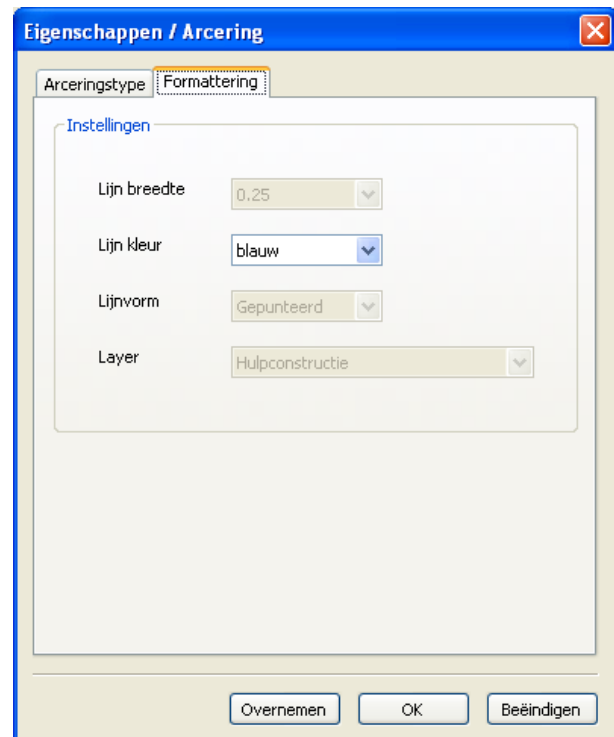 Eigenschappen / Arcering
Arceringstype Formattering
Instellingen
Lijn breedte 0.25
Lijn kleur blauw
Lijnvorm Gepunteerd
Layer Hulpconstructie
Overnemen OK Beëindigen